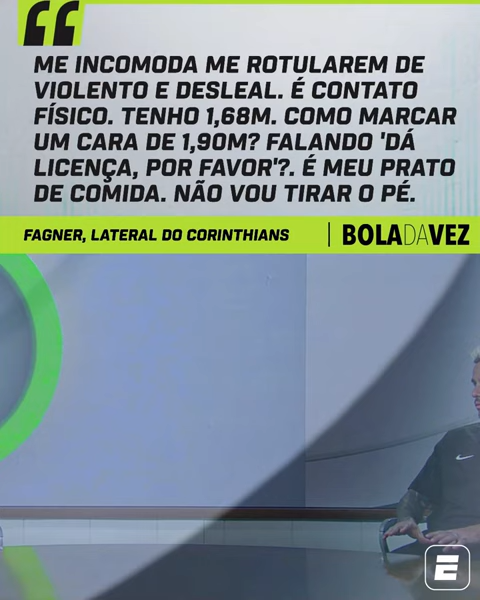 “
ME INCOMODA ME ROTULAREM DE
VIOLENTO E DESLEAL. É CONTATO
FÍSICO. TENHO 1,68M. COMO MARCAR
UM CARA DE 1,90M? FALANDO 'DÁ
LICENÇA, POR FAVOR'?. É MEU PRATO
DE COMIDA. NÃO VOU TIRAR O PÉ.
FAGNER, LATERAL DO CORINTHIANS | BOLADAVEZ
E